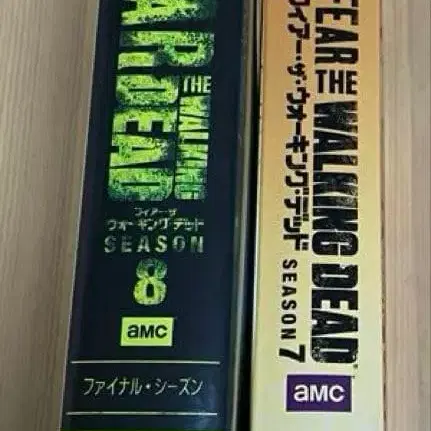 THE WALKING
DEAD
フィアー・ザ
ウォーキング・デッド
SEASON
8
aMC
ファイナル・シーズン
FEAR THE WALKING DEAD
フィアー・ザ・ウォーキング・デッド
SEASON 7
aMC